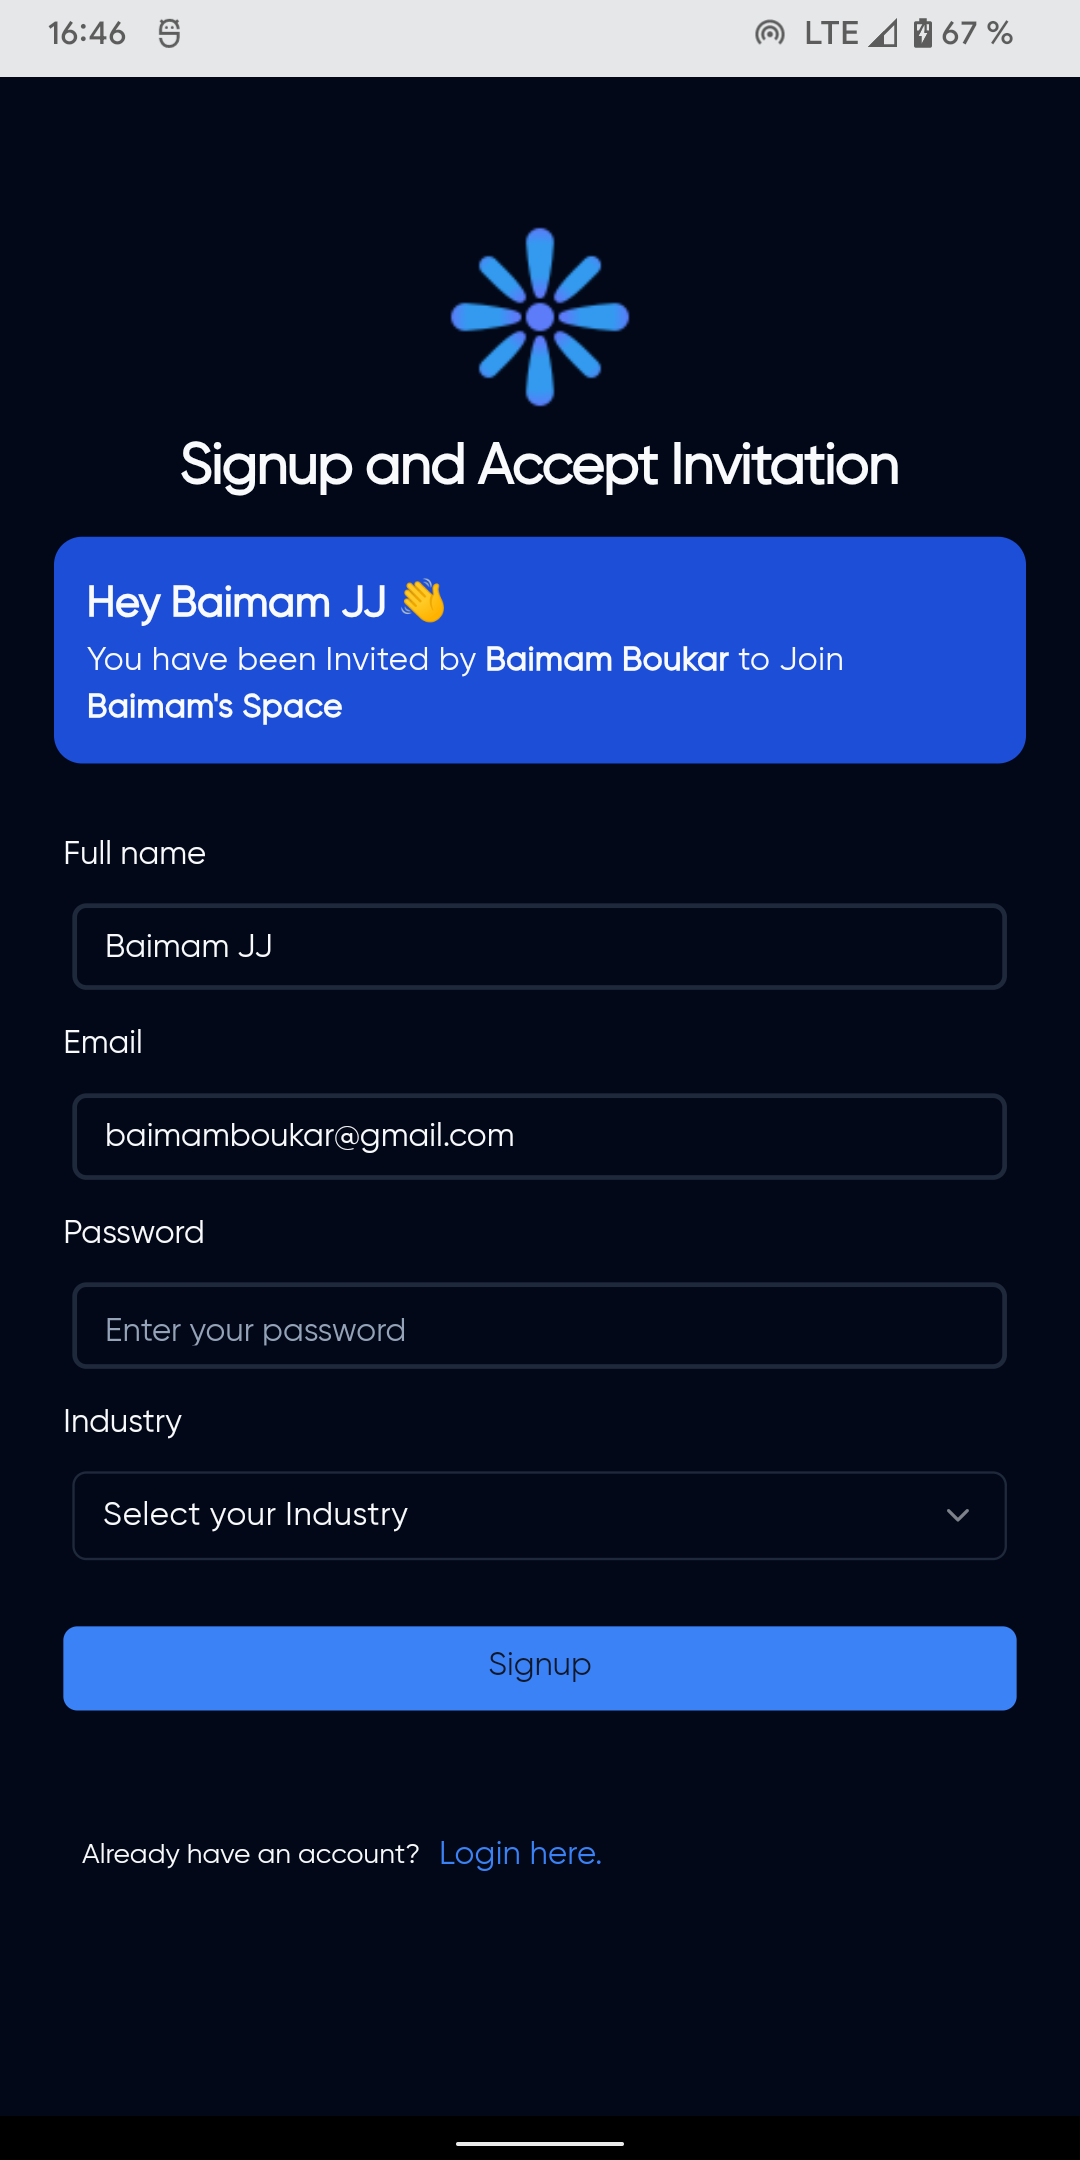 16:46 LTE 67 %
Signup and Accept Invitation
Hey Baimam JJ 👋
You have been Invited by Baimam Boukar to Join
Baimam's Space
Full name
Baimam JJ
Email
baimamboukar@gmail.com
Password
Enter your password
Industry
Select your Industry
Signup
Already have an account? Login here.